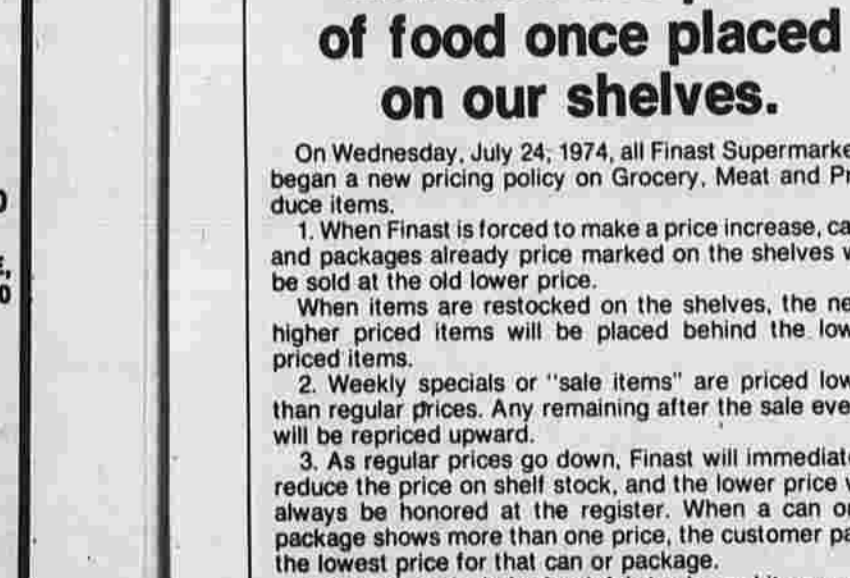 of food once placed
on our shelves.
On Wednesday, July 24, 1974, all Finast Supermarke
began a new pricing policy on Grocery, Meat and Pr
duce items.
1. When Finast is forced to make a price increase, ca
and packages already price marked on the shelves w
be sold at the old lower price.
When items are restocked on the shelves, the ne
higher priced items will be placed behind the low
priced items.
2. Weekly specials or "sale items" are priced low
than regular prices. Any remaining after the sale eve
will be repriced upward.
3. As regular prices go down, Finast will immediat
reduce the price on shelf stock, and the lower price
always be honored at the register. When a can o
package shows more than one price, the customer pa
the lowest price for that can or package.